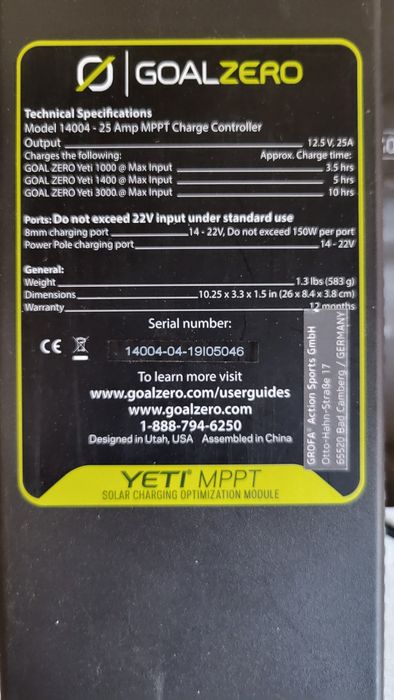 GOALZERO
Technical Specifications
Model 14004 - 25 Amp MPPT Charge Controller
Output 12.5V, 25A
Charges the following: Approx. Charge time:
GOAL ZERO Yeti 1000 @ Max Input 3.5 hrs
GOAL ZERO Yeti 1400 @ Max Input 5 hrs
GOAL ZERO Yeti 3000 @ Max Input 10 hrs
Ports: Do not exceed 22V input under standard use
8mm charging port 14 - 22V, Do not exceed 150W per port
Power Pole charging port 14 - 22V
General:
Weight 1.3 lbs (583 g)
Dimensions 10.25 x 3.3 x 1.5 in (26 x 8.4 x 3.8 cm)
Warranty 12 months
Serial number:
CE
14004-04-19I05046
To learn more visit
www.goalzero.com/userguides
www.goalzero.com
1-888-794-6250
Designed in Utah, USA Assembled in China
GROFA® Action Sports GmbH
Otto-Hahn-Straße 17
65520 Bad Camberg / GERMANY
YETI® MPPT
SOLAR CHARGING OPTIMIZATION MODULE